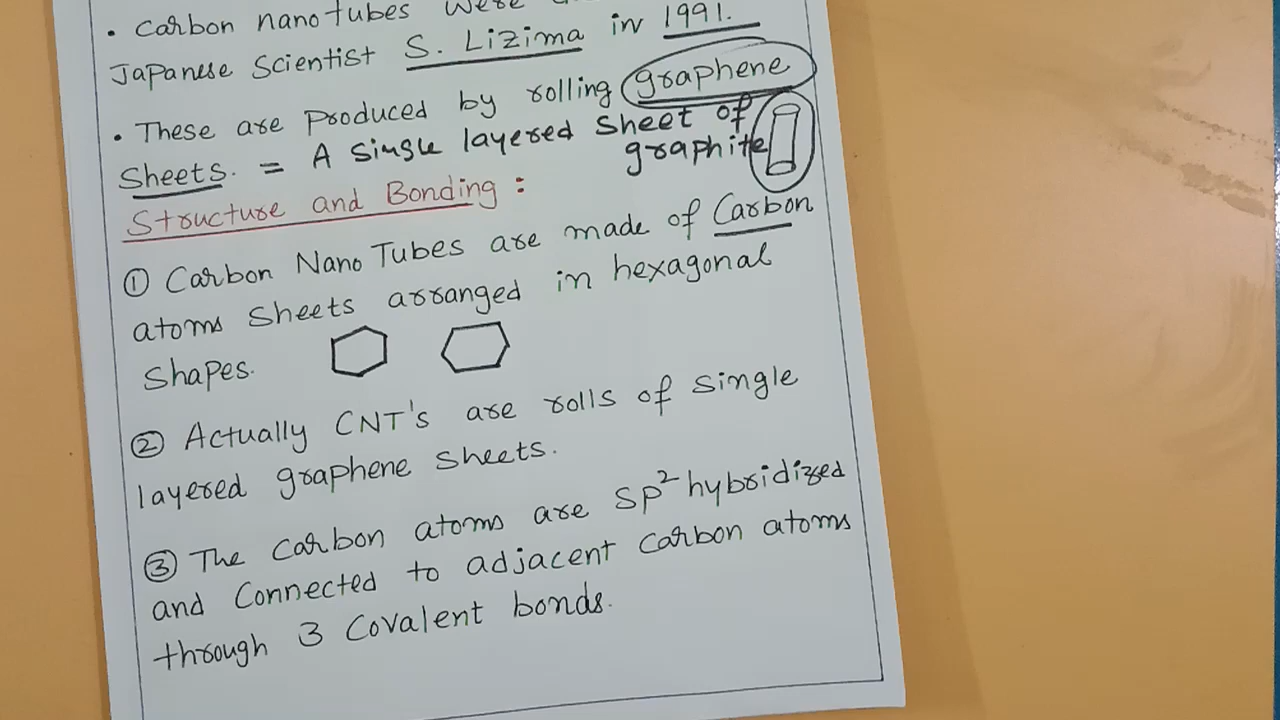 • Carbon nanotubes were
Japanese Scientist S. Lizima in 1991.
• These are produced by rolling graphene
Sheets. = A Single layered Sheet of
graphite
Structure and Bonding :
① Carbon Nano Tubes are made of Carbon
atoms Sheets arranged in hexagonal
Shapes.
② Actually CNT's are rolls of Single
layered graphene Sheets.
③ The Carbon atoms are SP² hybridized
and Connected to adjacent Carbon atoms
through 3 Covalent bonds.